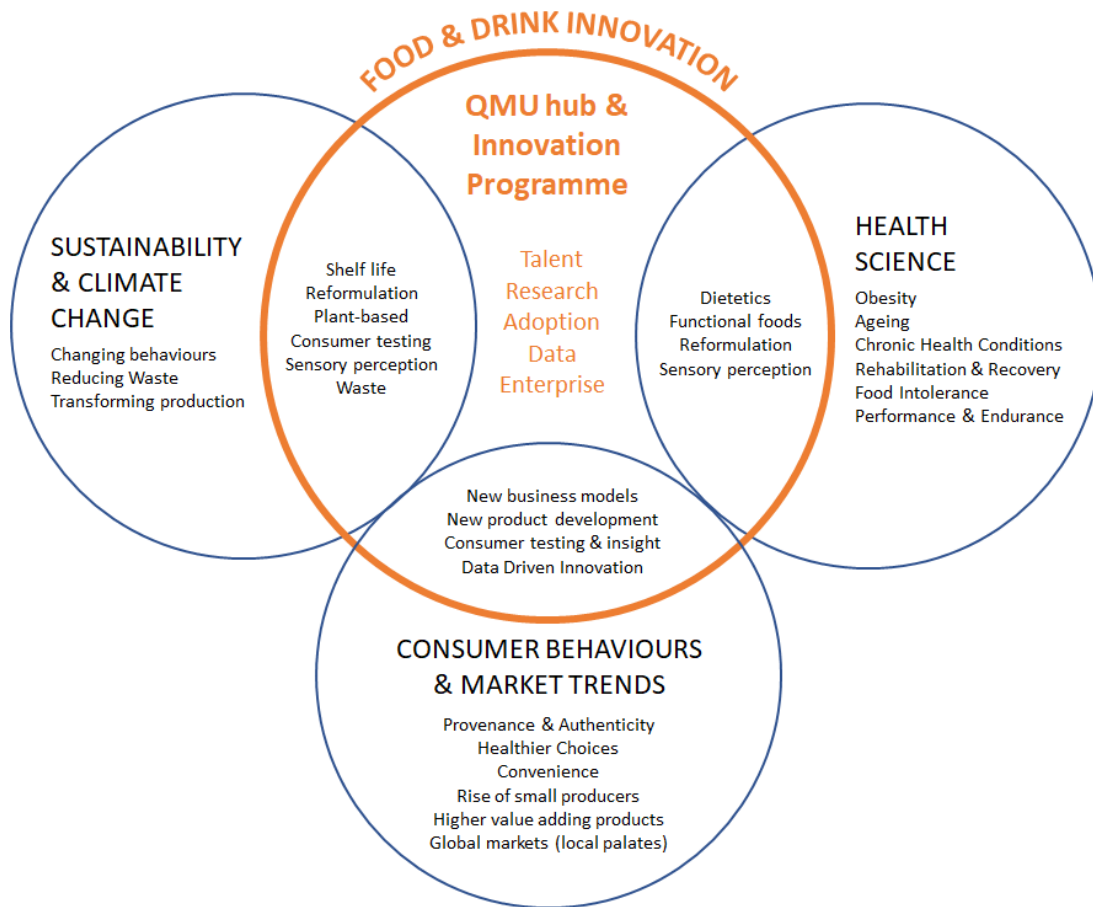 FOOD & DRINK INNOVATION
QMU hub &
Innovation
Programme
Talent
Research
Adoption
Data
Enterprise
SUSTAINABILITY
& CLIMATE
CHANGE
Changing behaviours
Reducing Waste
Transforming production
Shelf life
Reformulation
Plant-based
Consumer testing
Sensory perception
Waste
Dietetics
Functional foods
Reformulation
Sensory perception
HEALTH
SCIENCE
Obesity
Ageing
Chronic Health Conditions
Rehabilitation & Recovery
Food Intolerance
Performance & Endurance
New business models
New product development
Consumer testing & insight
Data Driven Innovation
CONSUMER BEHAVIOURS
& MARKET TRENDS
Provenance & Authenticity
Healthier Choices
Convenience
Rise of small producers
Higher value adding products
Global markets (local palates)